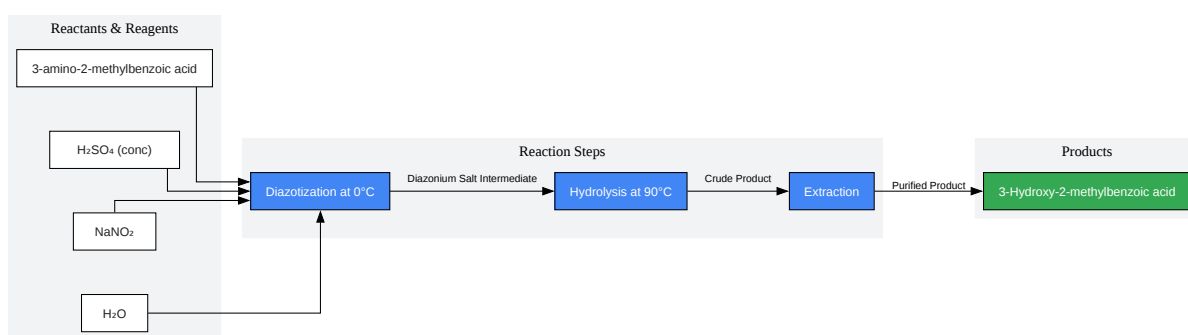 Reactants & Reagents
3-amino-2-methylbenzoic acid
H₂SO₄ (conc)
NaNO₂
H₂O
Reaction Steps
Diazotization at 0°C
Diazonium Salt Intermediate
Hydrolysis at 90°C
Crude Product
Extraction
Purified Product
Products
3-Hydroxy-2-methylbenzoic acid